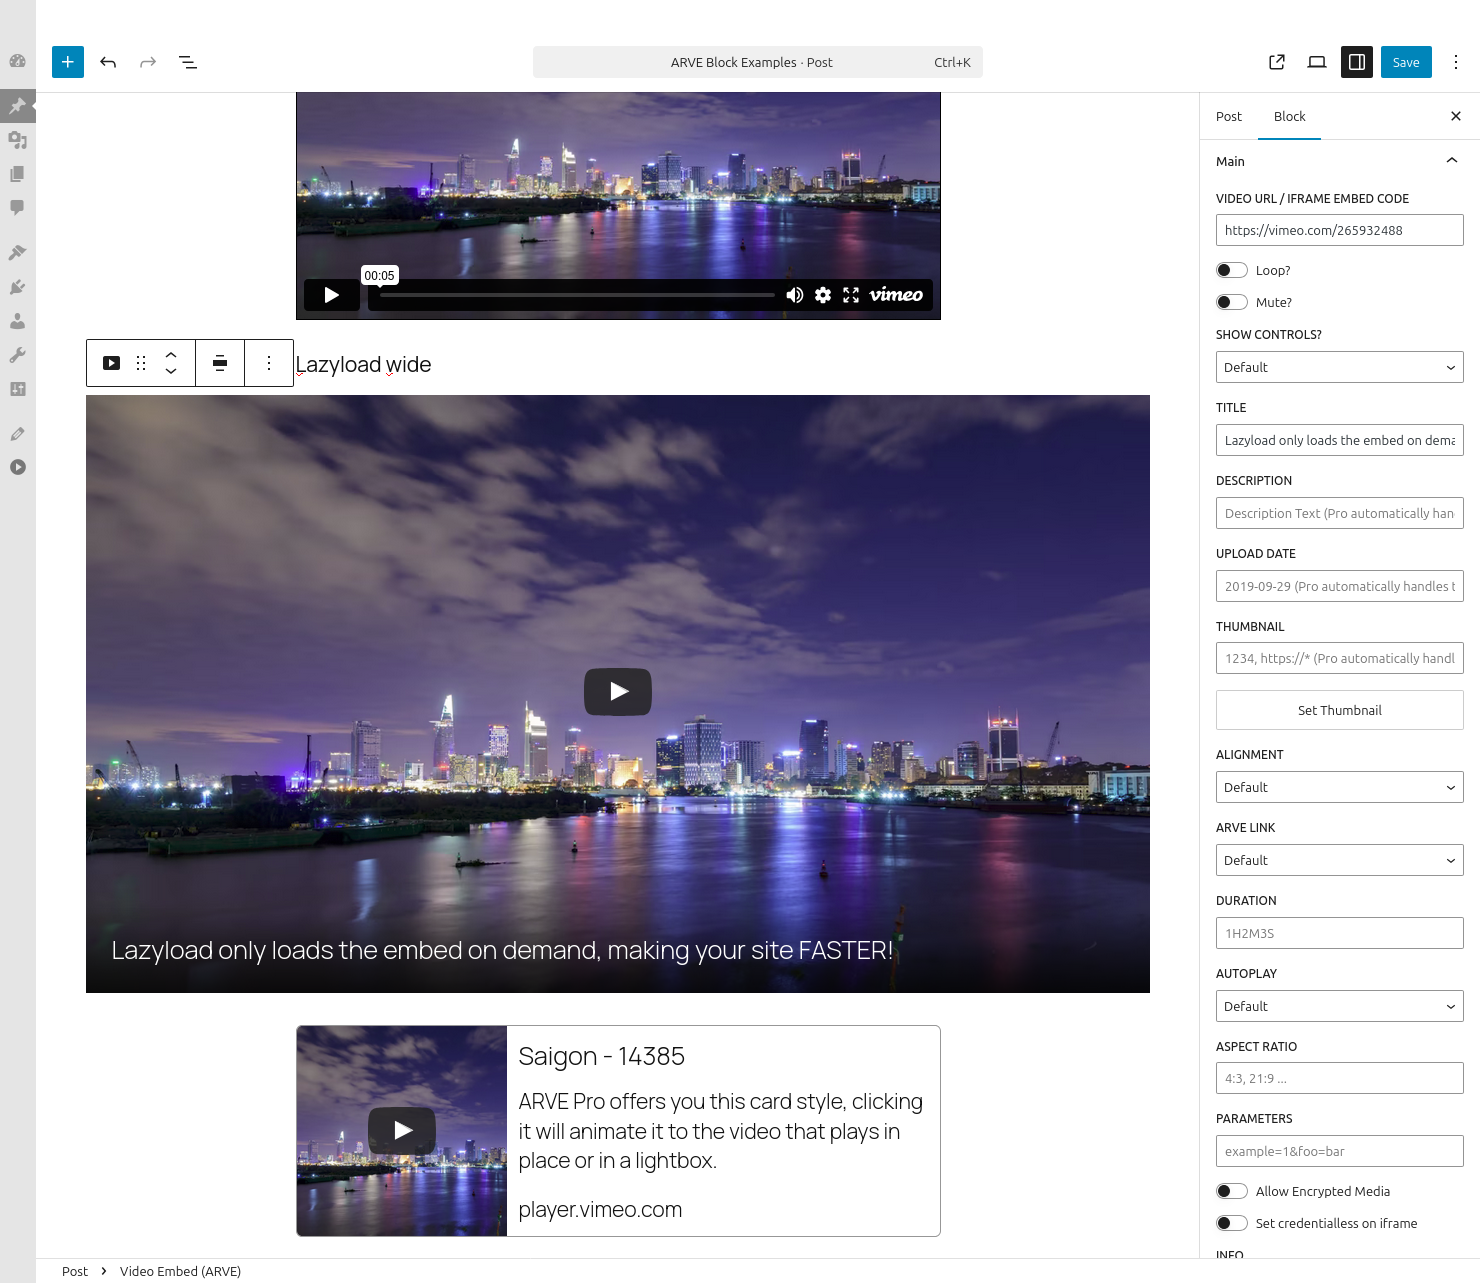 ARVE Block Examples · Post
Ctrl+K
Save
00:05
vimeo
Lazyload wide
Lazyload only loads the embed on demand, making your site FASTER!
Saigon - 14385
ARVE Pro offers you this card style, clicking
it will animate it to the video that plays in
place or in a lightbox.
player.vimeo.com
Post
Block
Main
VIDEO URL / IFRAME EMBED CODE
https://vimeo.com/265932488
Loop?
Mute?
SHOW CONTROLS?
Default
TITLE
Lazyload only loads the embed on dema
DESCRIPTION
Description Text (Pro automatically han
UPLOAD DATE
2019-09-29 (Pro automatically handles t
THUMBNAIL
1234, https://* (Pro automatically handl
Set Thumbnail
ALIGNMENT
Default
ARVE LINK
Default
DURATION
1H2M3S
AUTOPLAY
Default
ASPECT RATIO
4:3, 21:9 ...
PARAMETERS
example=1&foo=bar
Allow Encrypted Media
Set credentialless on iframe
INFO
Post › Video Embed (ARVE)